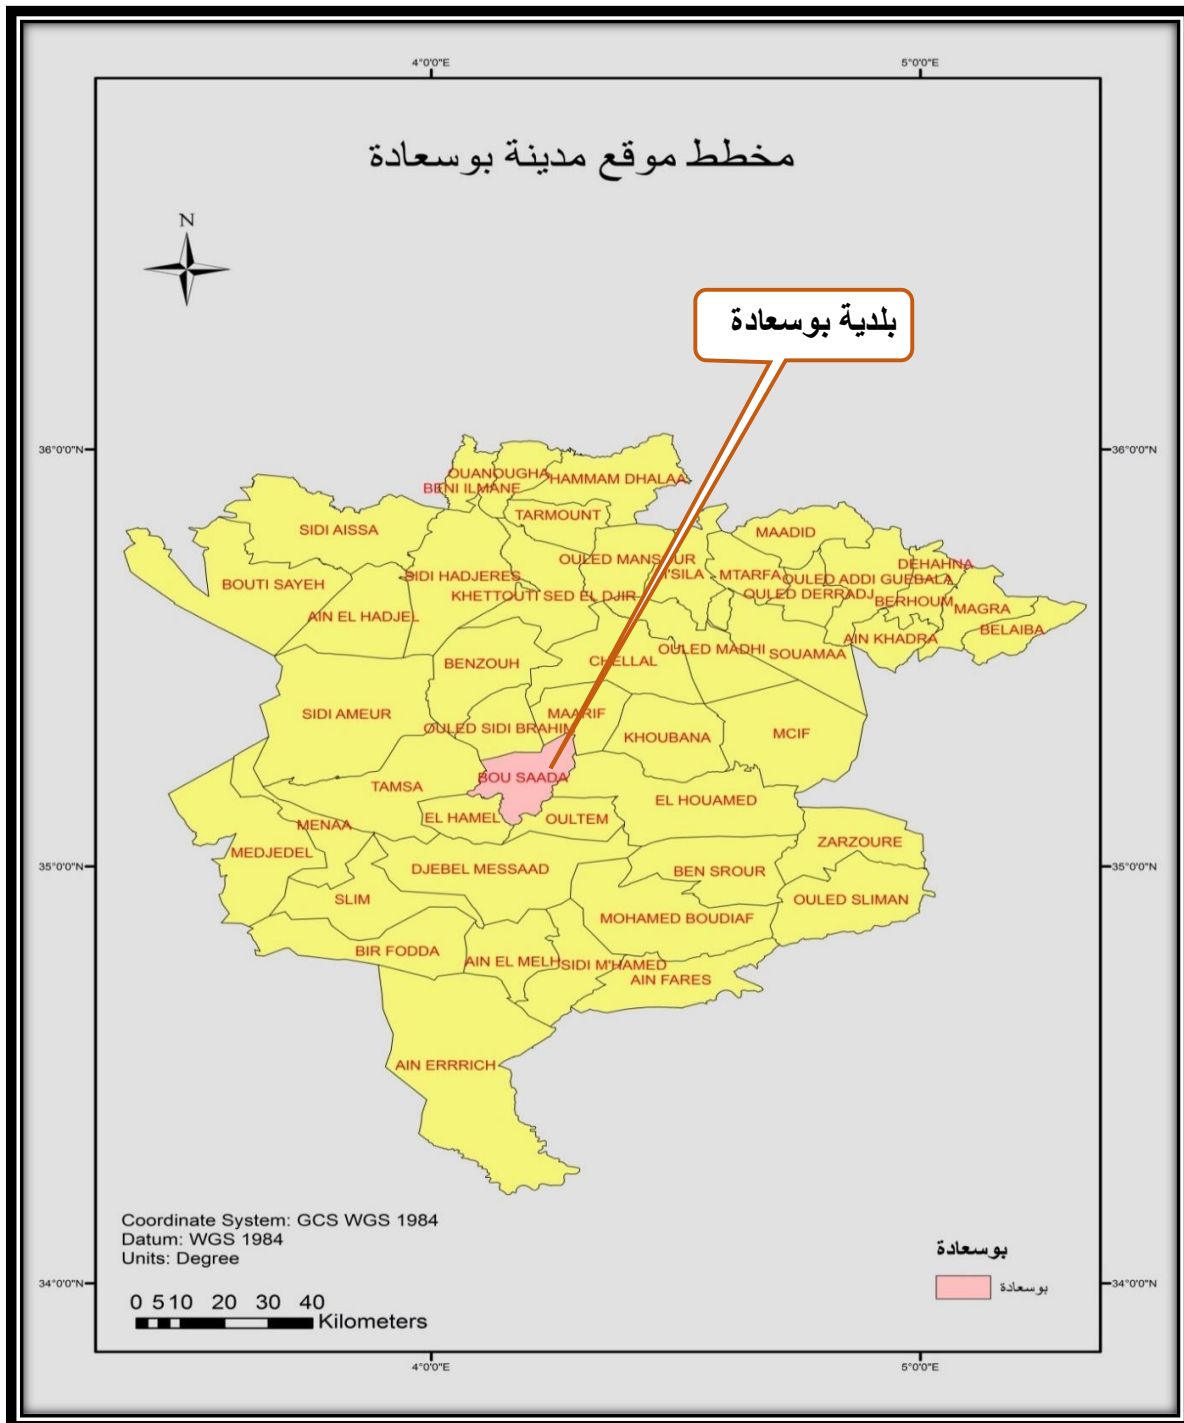 4°0'0"E 5°0'0"E
مخطط موقع مدينة بوسعادة
N
بلدية بوسعادة
36°0'0"N 36°0'0"N
OUANOUGHA
BENI ILMANE
HAMMAM DHALAA
TARMOUNT
SIDI AISSA
MAADID
OULED MANSOUR
DEHAHNA
BOUTI SAYEH
SIDI HADJERES
M'SILA
MTARFA
OULED ADDI GUEBALA
KHETTOUTI SED EL DJIR
OULED DERRADJ
BERHOUM
MAGRA
AIN EL HADJEL
BELAIBA
AIN KHADRA
OULED MADHI
SOUAMAA
BENZOUH
CHELLAL
SIDI AMEUR
MAARIF
OULED SIDI BRAHIM
KHOUBANA
MCIF
BOU SAADA
TAMSA
EL HOUAMED
EL HAMEL
OULTEM
MENAA
ZARZOURE
MEDJEDEL
35°0'0"N 35°0'0"N
DJEBEL MESSAAD
BEN SROUR
SLIM
OULED SLIMAN
MOHAMED BOUDIAF
BIR FODDA
AIN EL MELH
SIDI M'HAMED
AIN FARES
AIN ERRRICH
Coordinate System: GCS WGS 1984
Datum: WGS 1984
Units: Degree
بوسعادة
بوسعادة
34°0'0"N 34°0'0"N
0 5 10 20 30 40
Kilometers
4°0'0"E 5°0'0"E